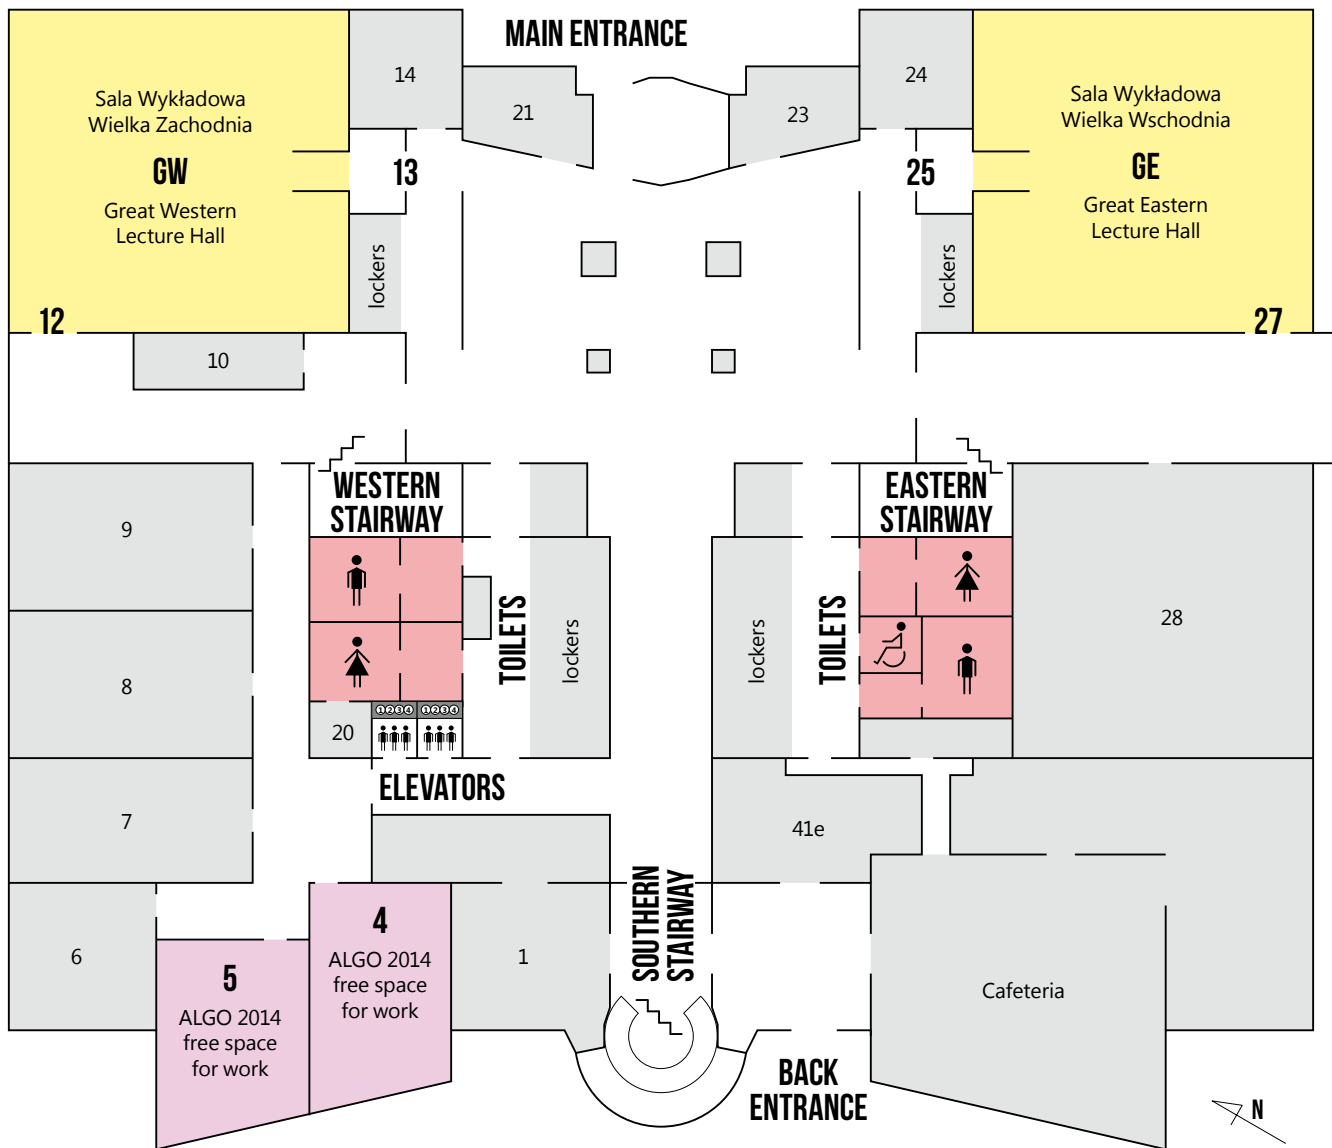 MAIN ENTRANCE
14
24
21
23
Sala Wykładowa
Wielka Zachodnia
GW
Great Western
Lecture Hall
13
25
Sala Wykładowa
Wielka Wschodnia
GE
Great Eastern
Lecture Hall
lockers
lockers
12
27
10
WESTERN
STAIRWAY
EASTERN
STAIRWAY
9
8
7
28
TOILETS
lockers
lockers
TOILETS
20
1234
1234
ELEVATORS
41e
6
5
ALGO 2014
free space
for work
4
ALGO 2014
free space
for work
1
SOUTHERN
STAIRWAY
Cafeteria
BACK
ENTRANCE
N